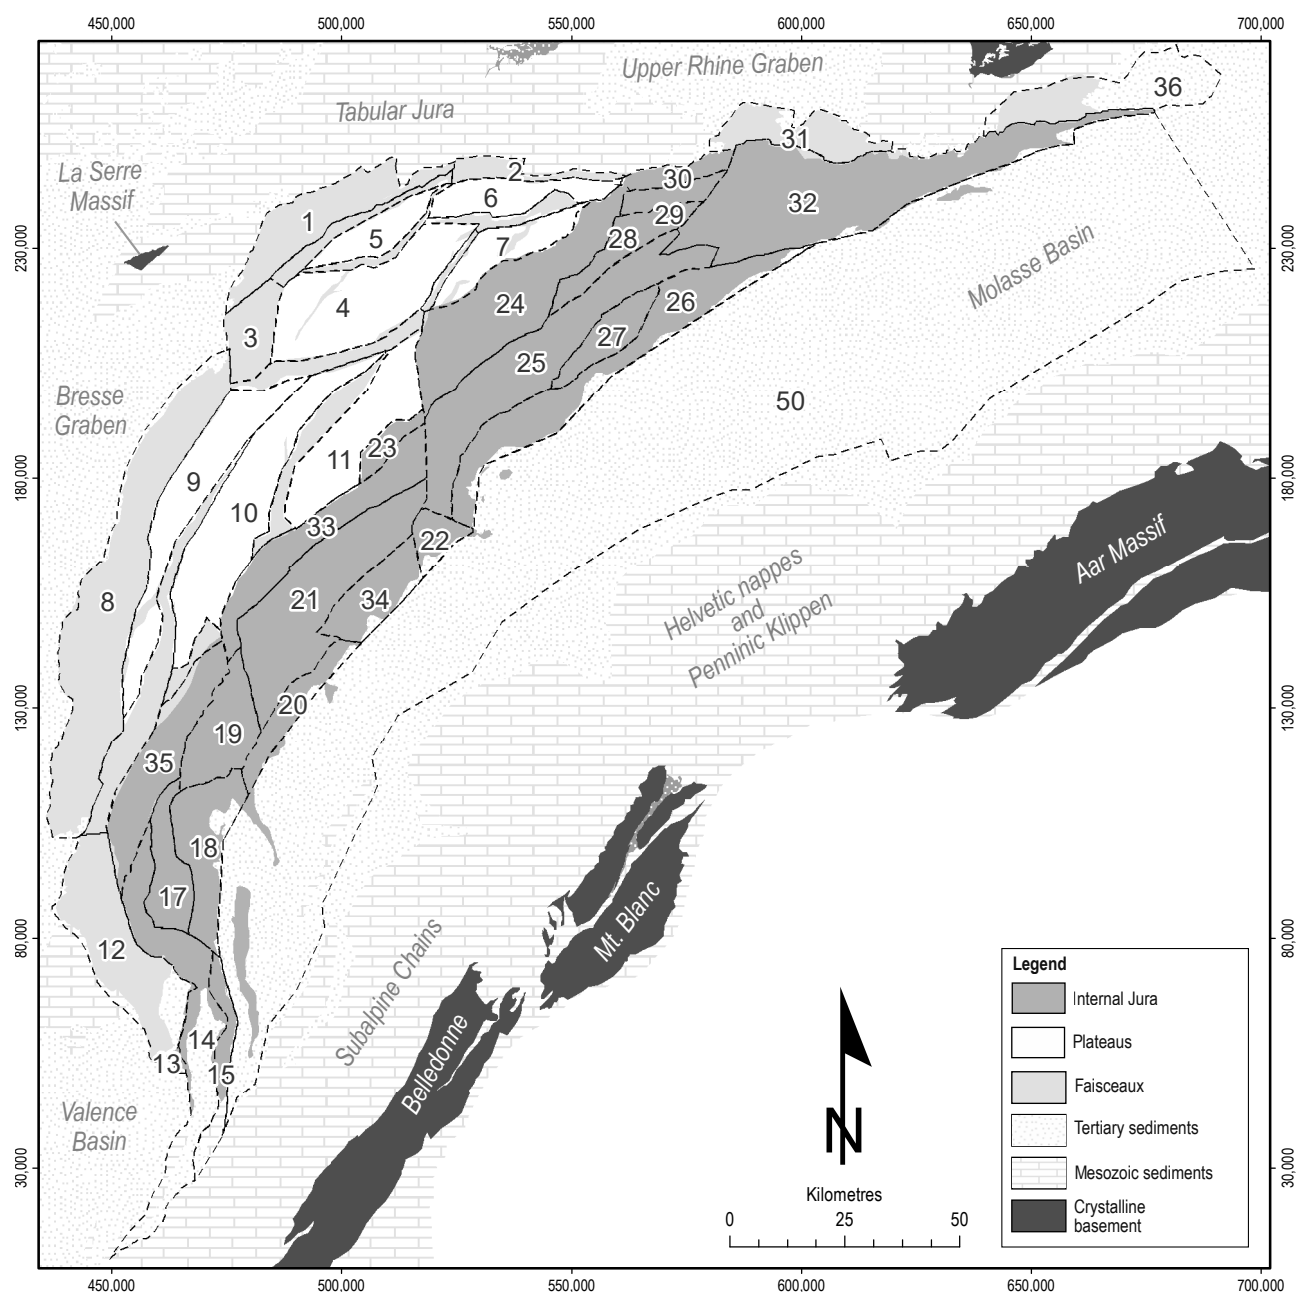 450,000
500,000
550,000
600,000
650,000
700,000
Upper Rhine Graben
36
Tabular Jura
31
La Serre
Massif
2
30
6
32
1
29
5
28
7
230,000
230,000
Molasse Basin
4
24
26
3
27
25
Bresse
Graben
50
23
11
9
180,000
180,000
10
33
22
Aar Massif
8
21
34
Helvetic nappes
and
Penninic Klippen
20
130,000
130,000
19
35
18
17
Mt. Blanc
12
80,000
80,000
Subalpine Chains
14
13
15
Belledonne
Valence
Basin
30,000
30,000
N
Kilometres
0
25
50
Legend
Internal Jura
Plateaus
Faisceaux
Tertiary sediments
Mesozoic sediments
Crystalline
basement
450,000
500,000
550,000
600,000
650,000
700,000